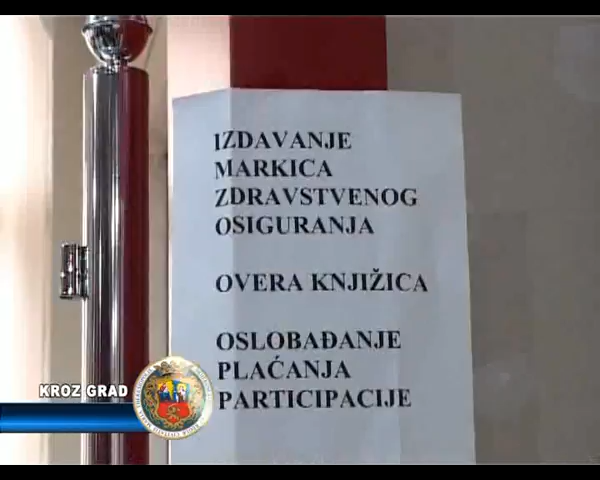 IZDAVANJE
MARKICA
ZDRAVSTVENOG
OSIGURANJA
OVERA KNJIŽICA
OSLOBAĐANJE
PLAĆANJA
PARTICIPACIJE
KROZ GRAD